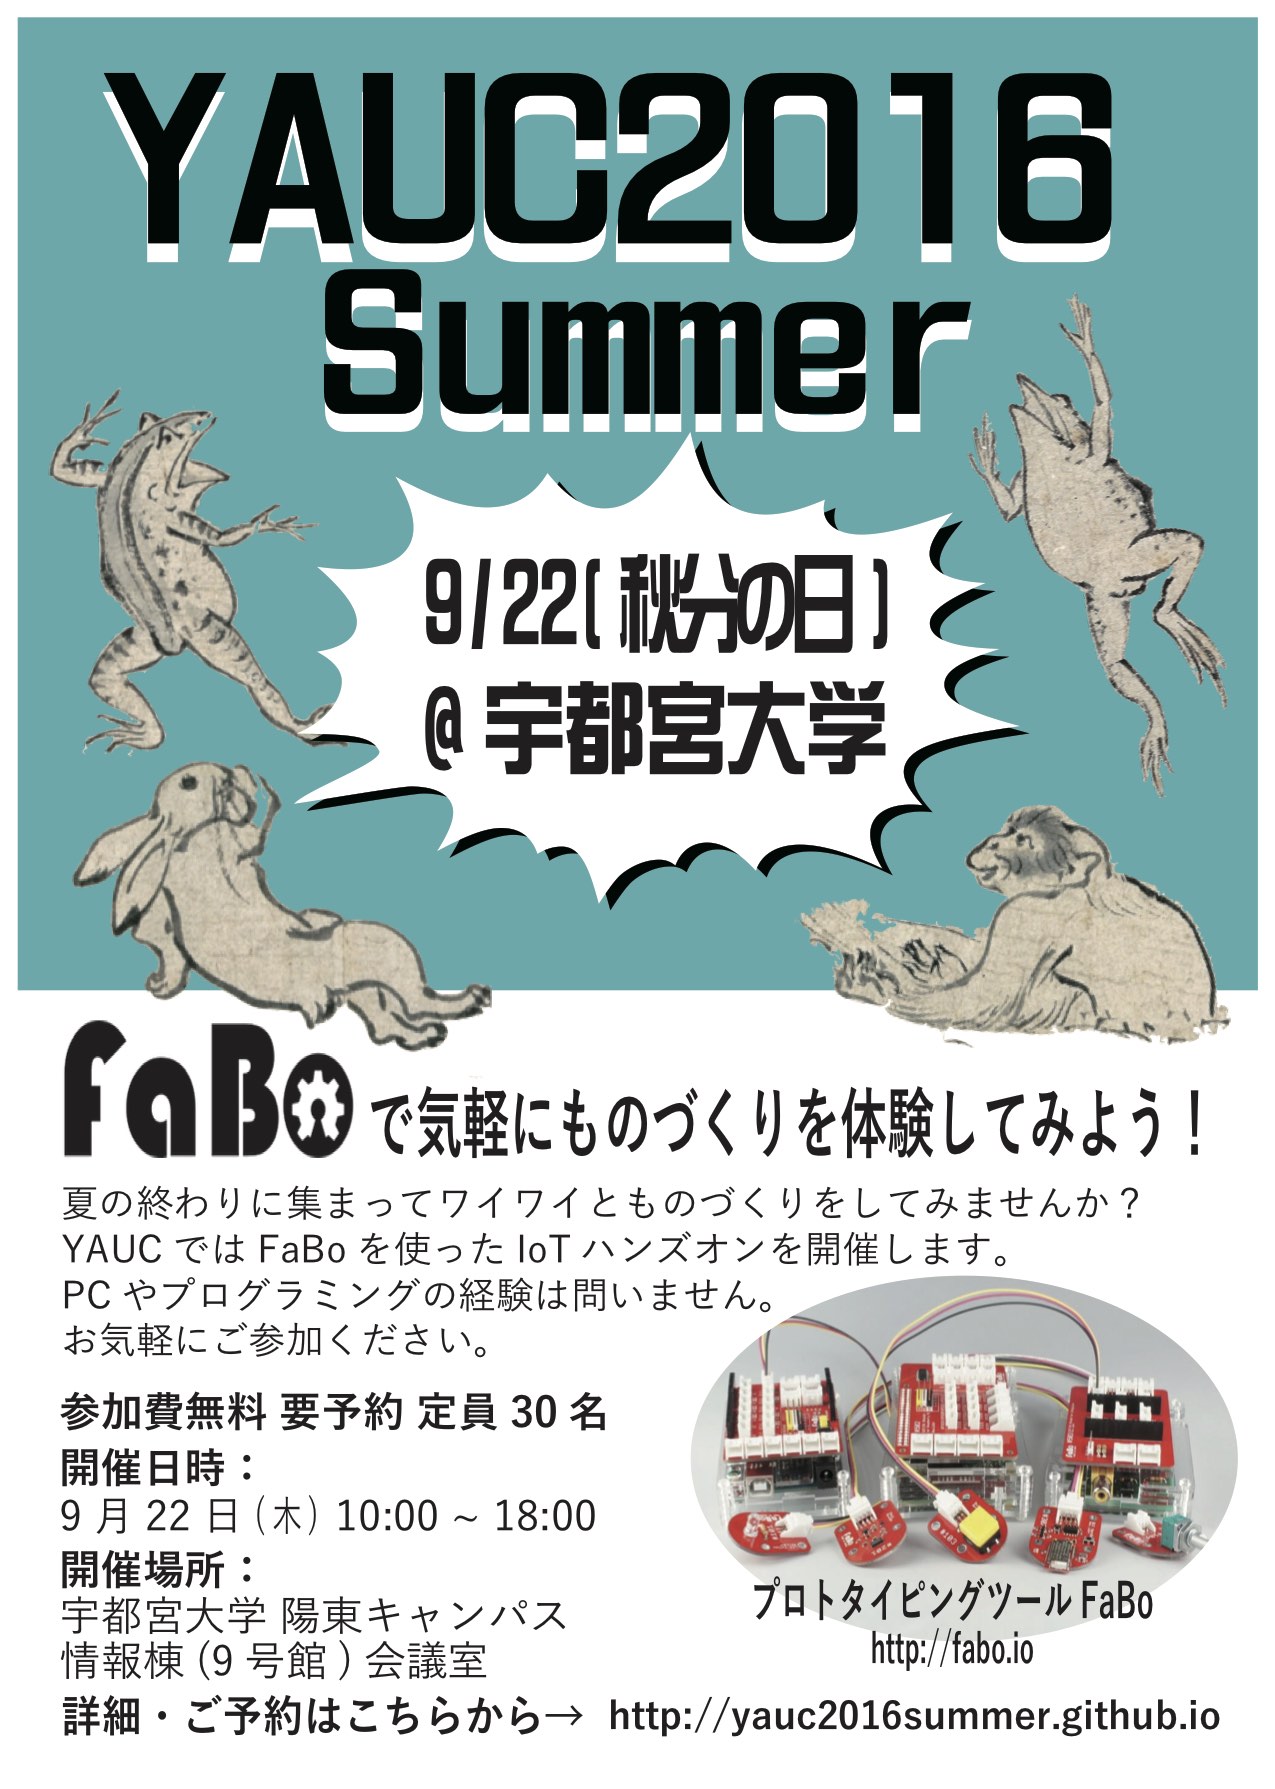 YAUC2016
Summer
9/22(秋分の日)
@ 宇都宮大学
FaBo で気軽にものづくりを体験してみよう！
夏の終わりに集まってワイワイとものづくりをしてみませんか？
YAUC では FaBo を使った IoT ハンズオンを開催します。
PC やプログラミングの経験は問いません。
お気軽にご参加ください。
参加費無料 要予約 定員 30 名
開催日時：
9 月 22 日 (木) 10:00 ~ 18:00
開催場所：
宇都宮大学 陽東キャンパス
情報棟 (9 号館 ) 会議室
プロトタイピングツール FaBo
http://fabo.io
詳細・ご予約はこちらから→ http://yauc2016summer.github.io